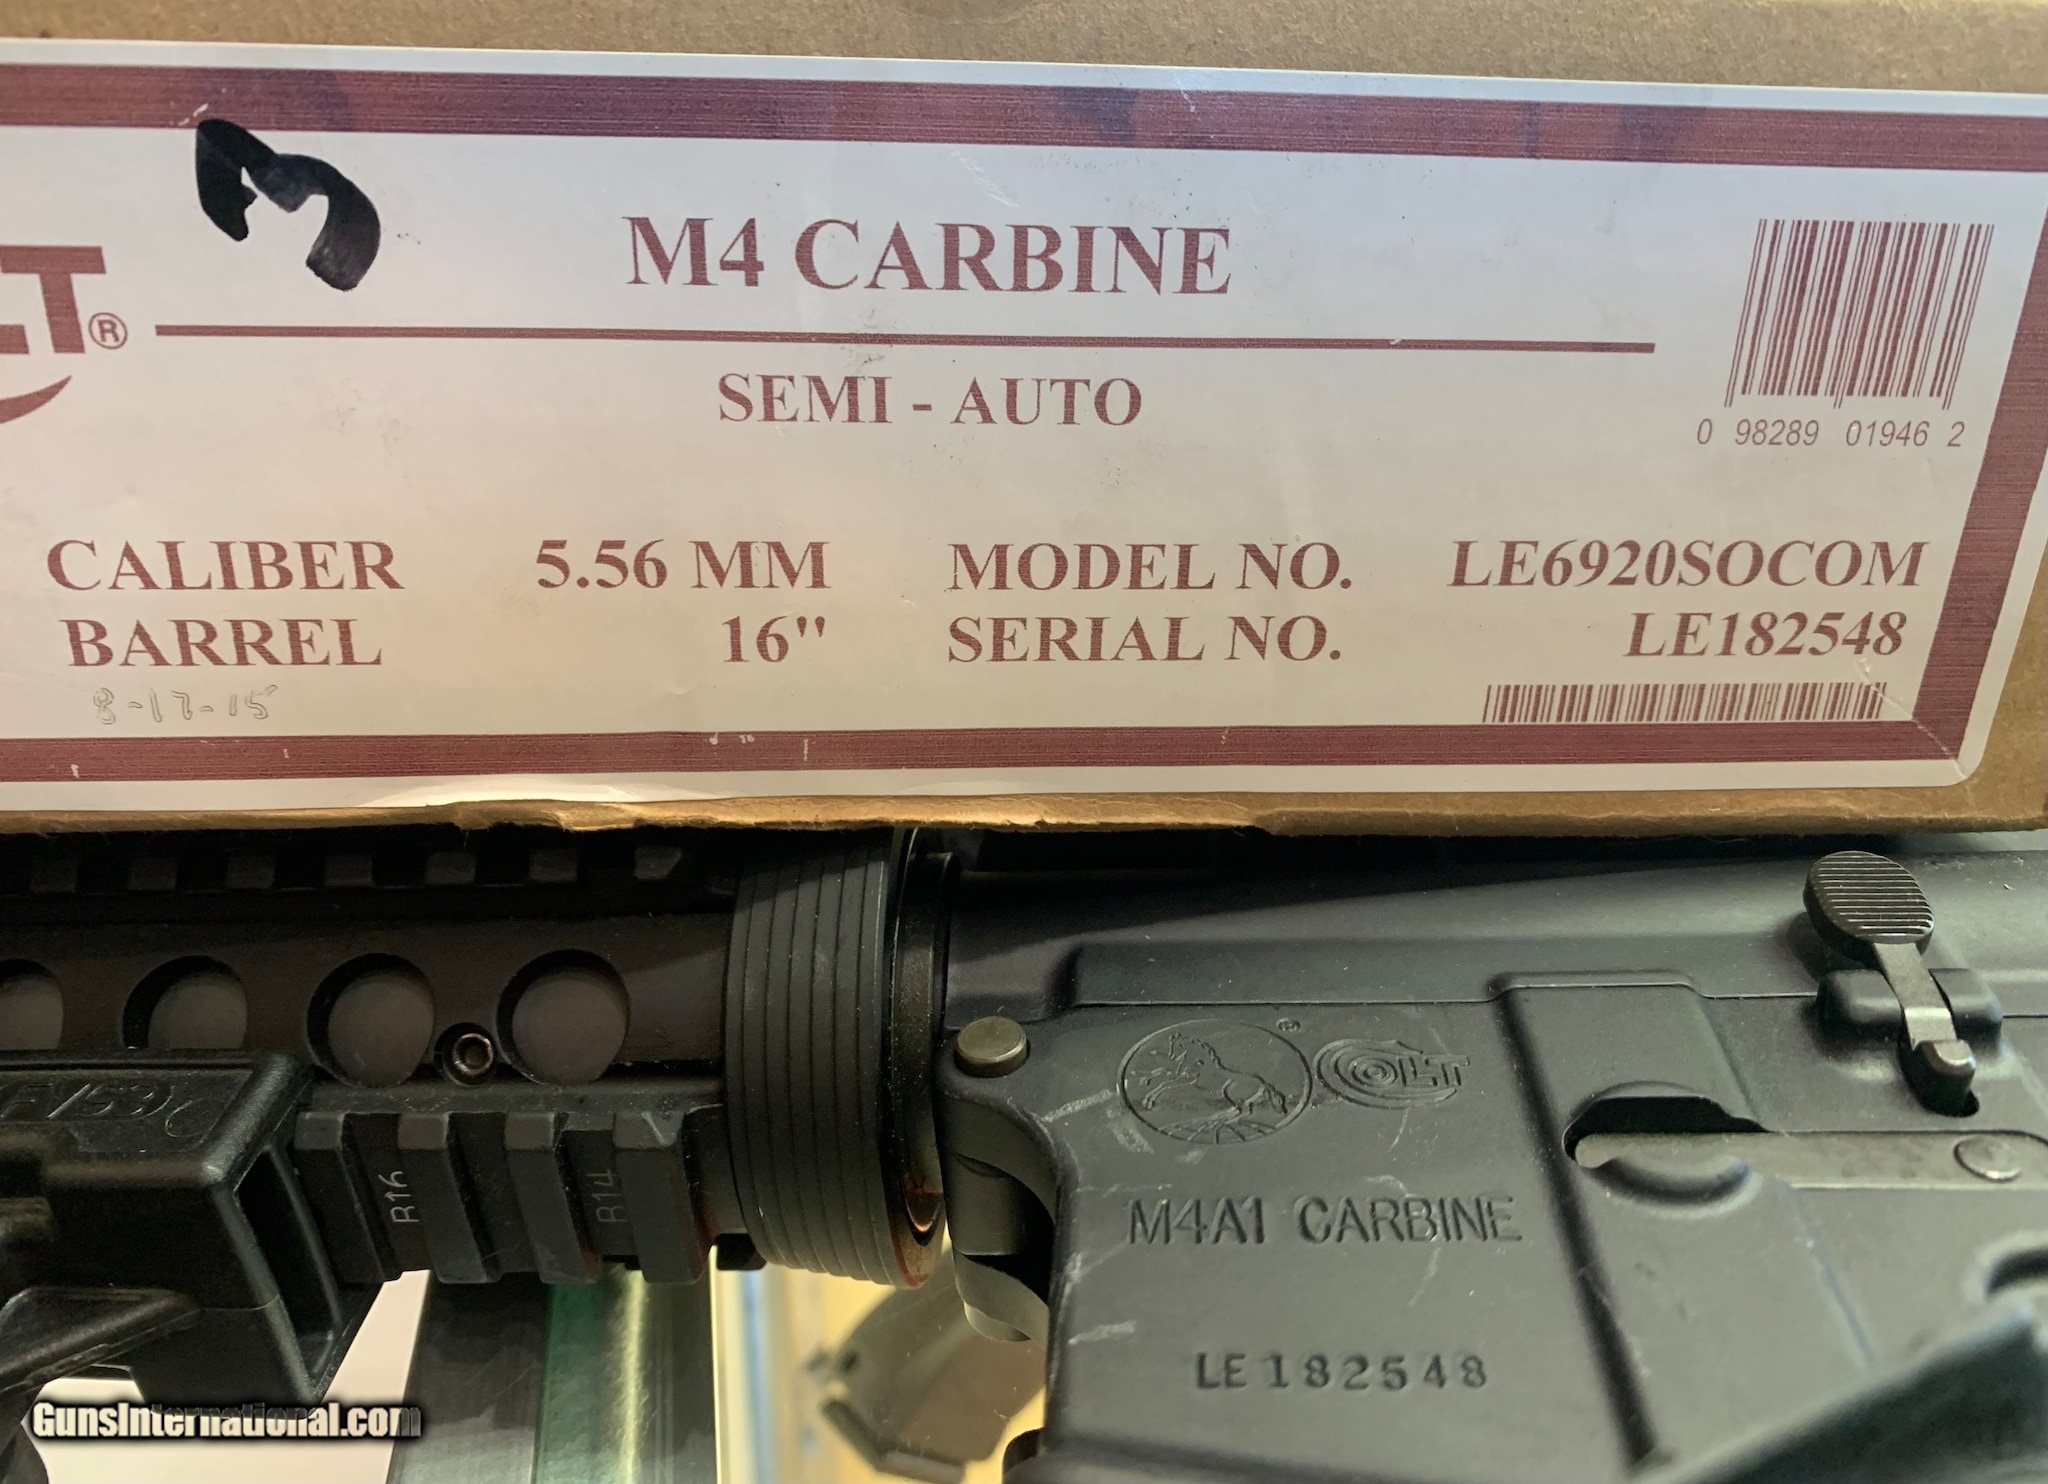 LT®
M4 CARBINE
SEMI - AUTO
0 98289 01946 2
CALIBER 5.56 MM MODEL NO. LE6920SOCOM
BARREL 16" SERIAL NO. LE182548
8-17-15
R16
R14
® COLT
M4A1 CARBINE
LE182548
GunsInternational.com